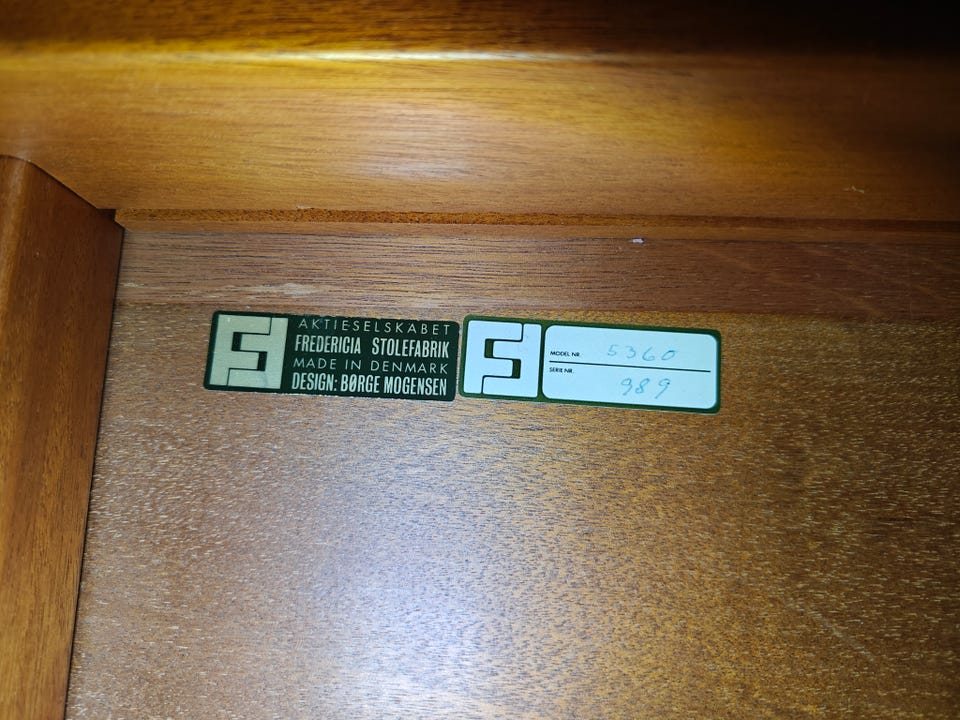 AKTIESELSKABET
FREDERICIA STOLEFABRIK
MADE IN DENMARK
DESIGN: BØRGE MOGENSEN
MODEL NR. 5360
SERIE NR. 989